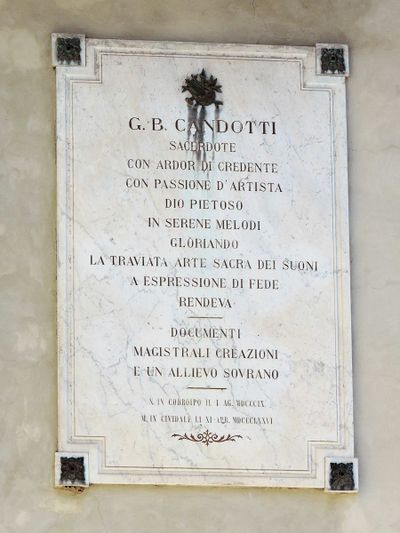 G. B. CANDOTTI
SACERDOTE
CON ARDOR DI CREDENTE
CON PASSIONE D'ARTISTA
DIO PIETOSO
IN SERENE MELODI
GLORIANDO
LA TRAVIATA ARTE SACRA DEI SUONI
A ESPRESSIONE DI FEDE
RENDEVA
DOCUMENTI
MAGISTRALI CREAZIONI
E UN ALLIEVO SOVRANO
N. IN CODROIPO IL I AG. MDCCCIX
M. IN CIVIDALE LI XI APR. MDCCCLXXVI